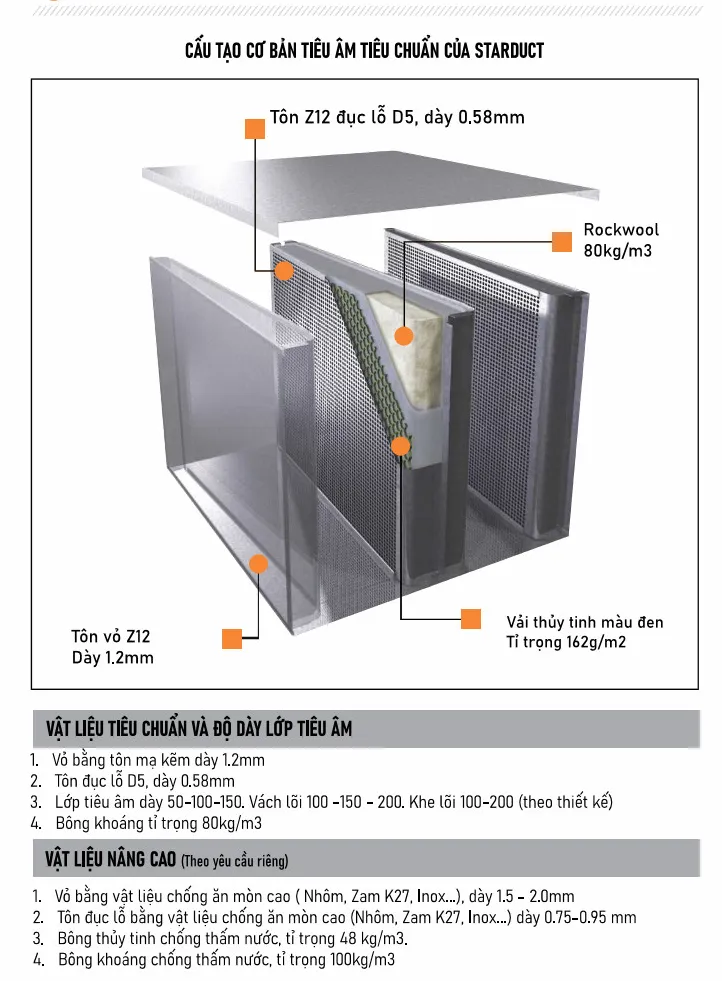 CẤU TẠO CƠ BẢN TIÊU ÂM TIÊU CHUẨN CỦA STARDUCT
Tôn Z12 đục lỗ D5, dày 0.58mm
Rockwool
80kg/m3
Vải thủy tinh màu đen
Tỉ trọng 162g/m2
Tôn vỏ Z12
Dày 1.2mm
VẬT LIỆU TIÊU CHUẨN VÀ ĐỘ DÀY LỚP TIÊU ÂM
1. Vỏ bằng tôn mạ kẽm dày 1.2mm
2. Tôn đục lỗ D5, dày 0.58mm
3. Lớp tiêu âm dày 50-100-150. Vách lõi 100 -150 - 200. Khe lõi 100-200 (theo thiết kế)
4. Bông khoáng tỉ trọng 80kg/m3
VẬT LIỆU NÂNG CAO (Theo yêu cầu riêng)
1. Vỏ bằng vật liệu chống ăn mòn cao ( Nhôm, Zam K27, Inox...), dày 1.5 - 2.0mm
2. Tôn đục lỗ bằng vật liệu chống ăn mòn cao (Nhôm, Zam K27, Inox...) dày 0.75-0.95 mm
3. Bông thủy tinh chống thấm nước, tỉ trọng 48 kg/m3.
4. Bông khoáng chống thấm nước, tỉ trọng 100kg/m3